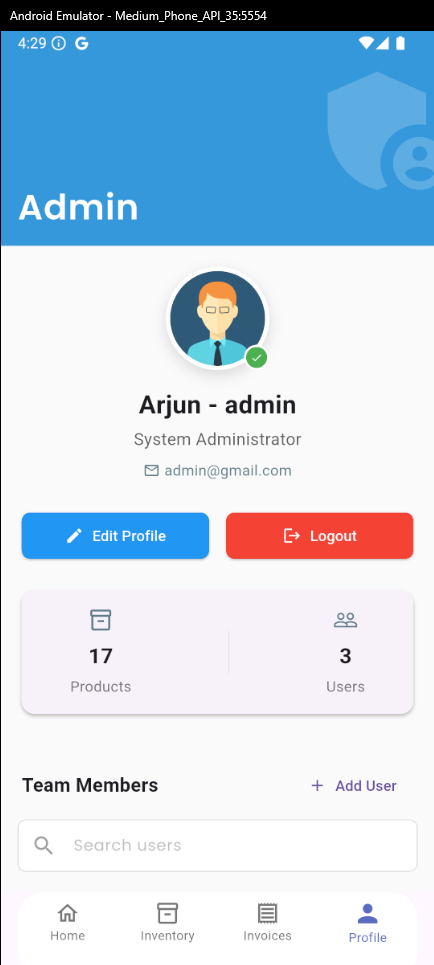 Android Emulator - Medium_Phone_API_35:5554
4:29
Admin
Arjun - admin
System Administrator
admin@gmail.com
Edit Profile
Logout
17
Products
3
Users
Team Members
Add User
Search users
Home
Inventory
Invoices
Profile